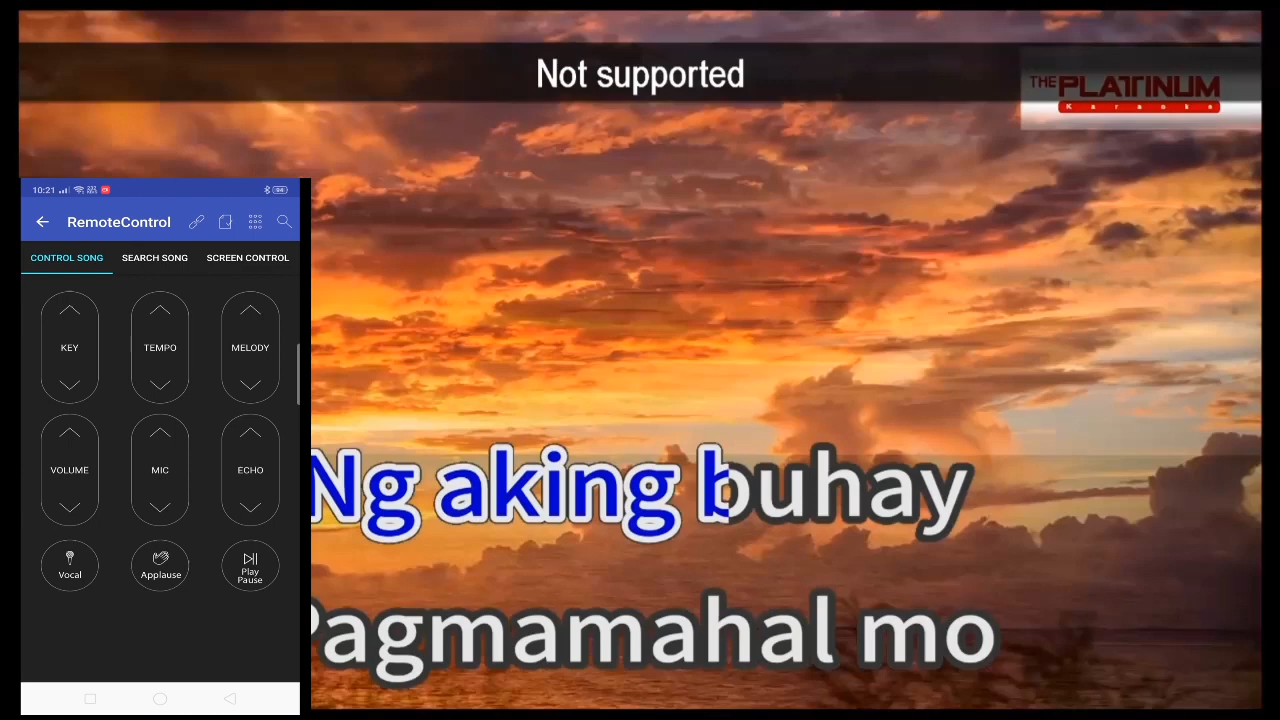 Not supported
THE PLATINUM
Karaoke
10:21
RemoteControl
CONTROL SONG
SEARCH SONG
SCREEN CONTROL
KEY
TEMPO
MELODY
VOLUME
MIC
ECHO
Vocal
Applause
Play
Pause
Ng aking buhay
Pagmamahal mo